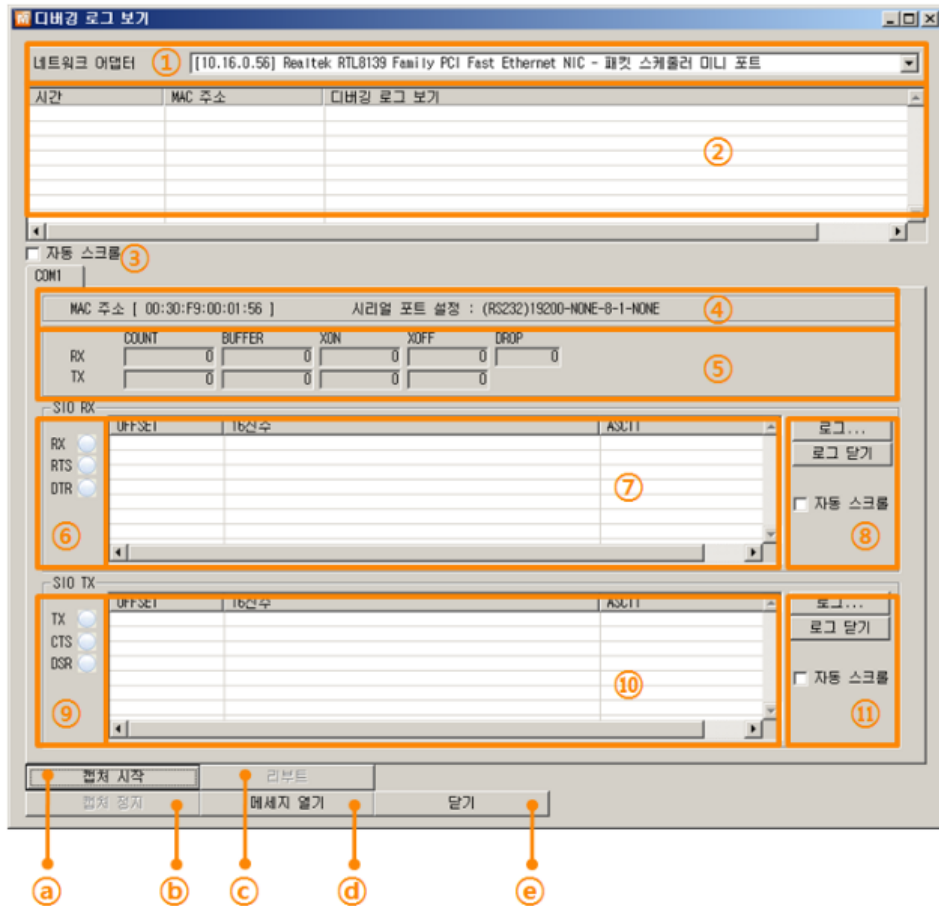 디버깅 로그 보기
네트워크 어댑터 ① [10.16.0.56] Realtek RTL8139 Family PCI Fast Ethernet NIC - 패킷 스케줄러 미니 포트
시간 MAC 주소 디버깅 로그 보기
②
자동 스크롤 ③
COM1
MAC 주소 [ 00:30:F9:00:01:56 ] 시리얼 포트 설정 : (RS232)19200-NONE-8-1-NONE ④
COUNT BUFFER XON XOFF DROP
RX 0 0 0 0 0
TX 0 0 0 0
⑤
SIO RX
OFFSET 16진수 ASCII 로그...
RX
로그 닫기
RTS
DTR
⑦
자동 스크롤
⑥ ⑧
SIO TX
OFFSET 16진수 ASCII 로그...
TX
로그 닫기
CTS
DSR
⑩
자동 스크롤
⑨ ⑪
캡처 시작 리부트
캡처 정지 메세지 열기 닫기
ⓐ ⓑ ⓒ ⓓ ⓔ